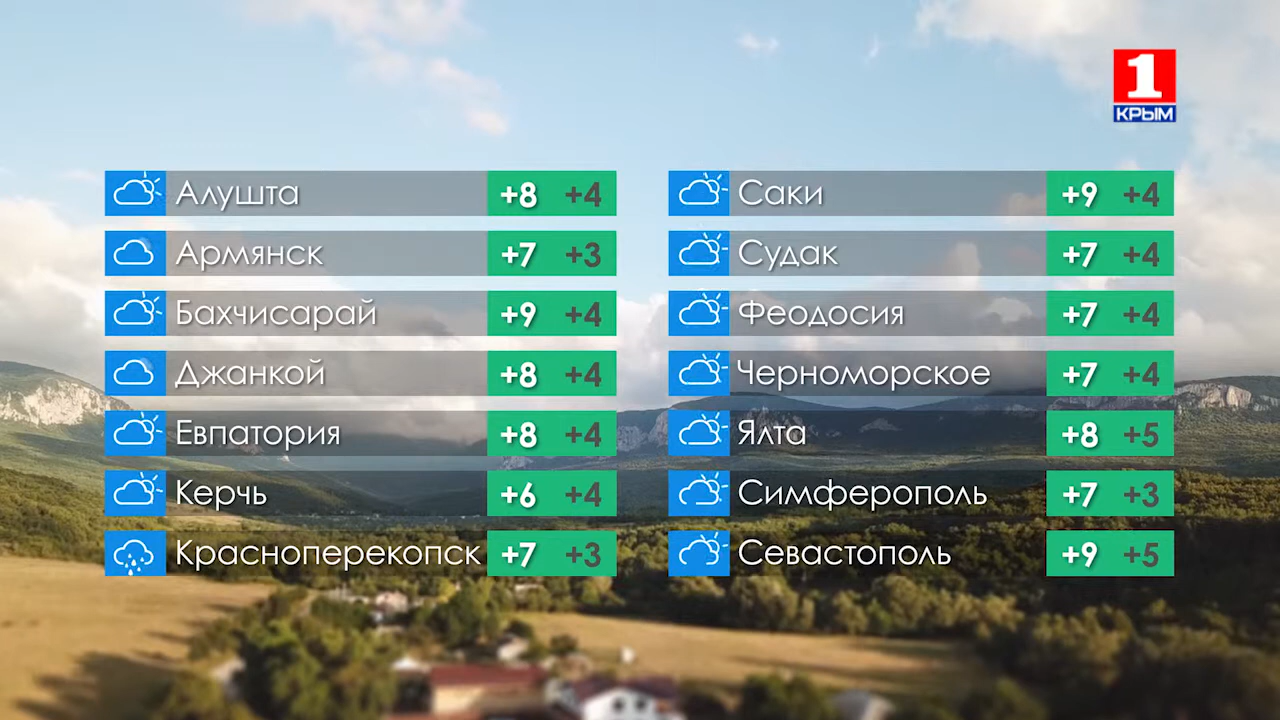 1
КРЫМ
Алушта +8 +4
Армянск +7 +3
Бахчисарай +9 +4
Джанкой +8 +4
Евпатория +8 +4
Керчь +6 +4
Красноперекопск +7 +3
Саки +9 +4
Судак +7 +4
Феодосия +7 +4
Черноморское +7 +4
Ялта +8 +5
Симферополь +7 +3
Севастополь +9 +5